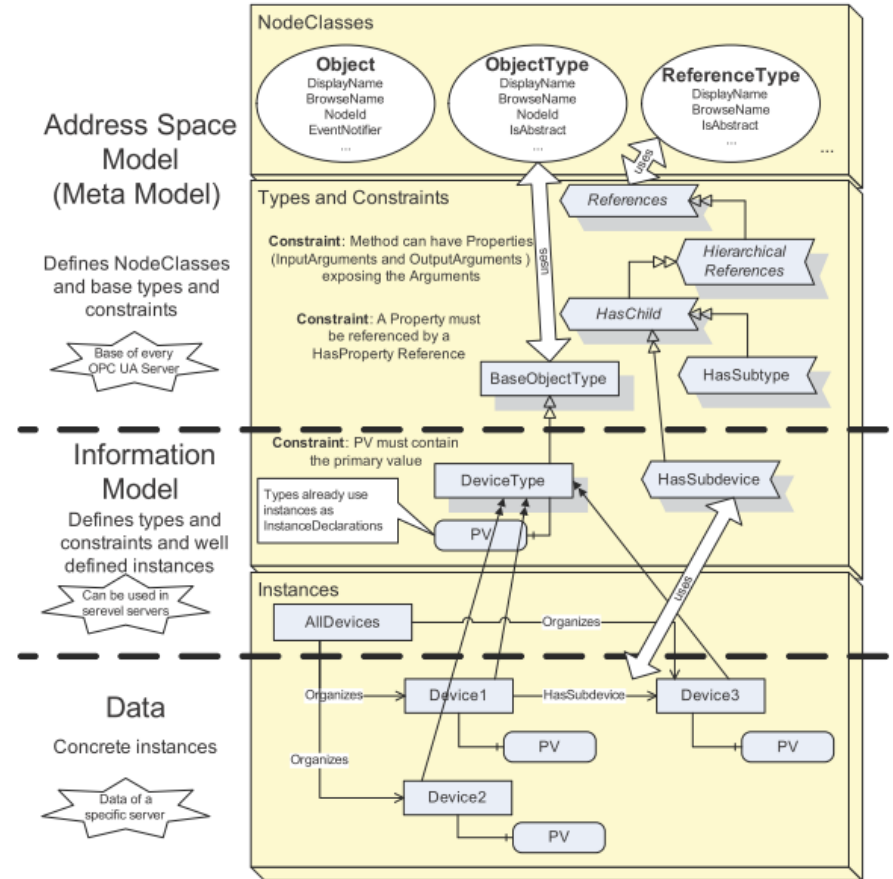 NodeClasses
Object
DisplayName
BrowseName
NodeId
EventNotifier
...
ObjectType
DisplayName
BrowseName
NodeId
IsAbstract
...
ReferenceType
DisplayName
BrowseName
IsAbstract
...
...
Address Space
Model
(Meta Model)
Defines NodeClasses
and base types and
constraints
Base of every
OPC UA Server
uses
Types and Constraints
References
Constraint: Method can have Properties
(InputArguments and OutputArguments )
exposing the Arguments
uses
Hierarchical
References
HasChild
Constraint: A Property must
be referenced by a
HasProperty Reference
BaseObjectType
HasSubtype
Information
Model
Defines types and
constraints and well
defined instances
Can be used in
serevel servers
Constraint: PV must contain
the primary value
DeviceType
HasSubdevice
Types already use
instances as
InstanceDeclarations
PV
uses
Instances
AllDevices
Organizes
Data
Concrete instances
Data of a
specific server
Organizes
Device1
HasSubdevice
Device3
PV
PV
Organizes
Device2
PV